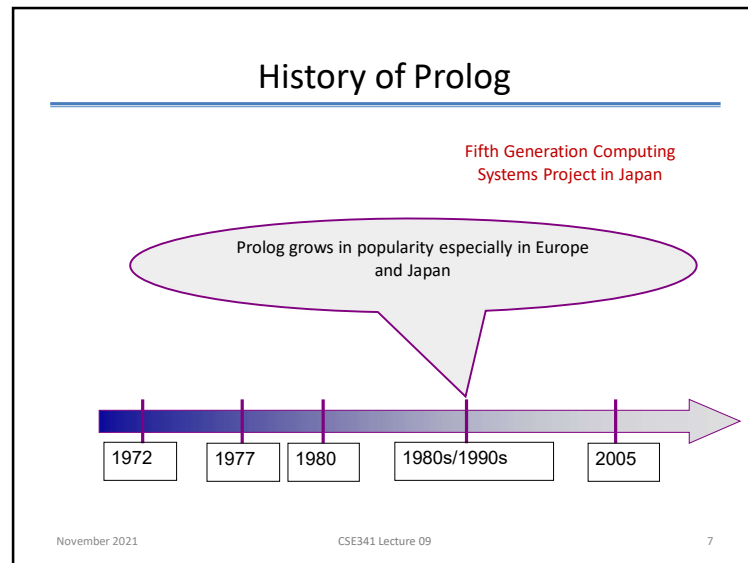 History of Prolog
Fifth Generation Computing
Systems Project in Japan
Prolog grows in popularity especially in Europe
and Japan
1972
1977
1980
1980s/1990s
2005
November 2021
CSE341 Lecture 09
7